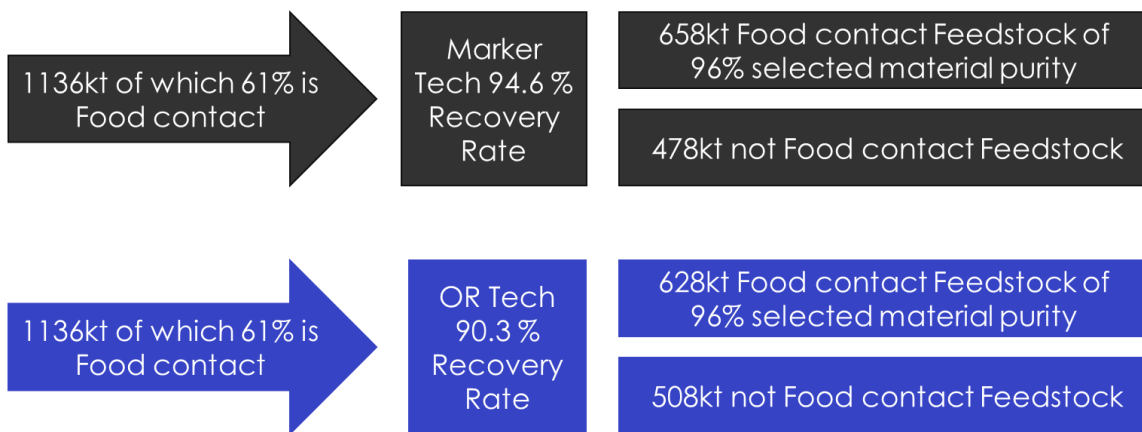 1136kt of which 61% is
Food contact
Marker
Tech 94.6 %
Recovery
Rate
658kt Food contact Feedstock of
96% selected material purity
478kt not Food contact Feedstock
1136kt of which 61% is
Food contact
OR Tech
90.3 %
Recovery
Rate
628kt Food contact Feedstock of
96% selected material purity
508kt not Food contact Feedstock